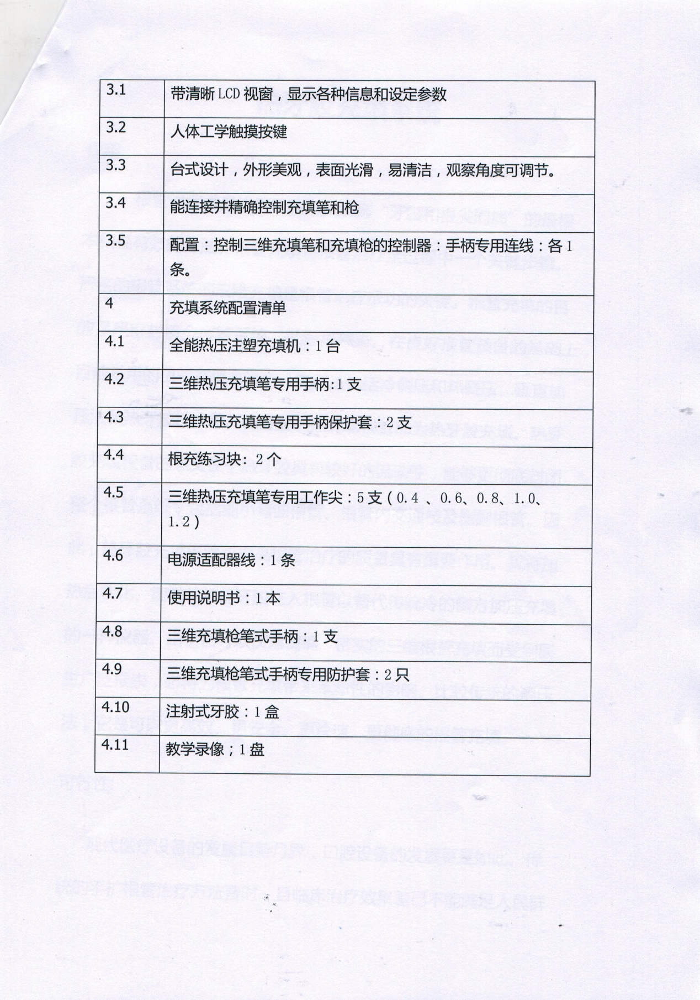 3.1 带清晰 LCD 视窗，显示各种信息和设定参数
3.2 人体工学触摸按键
3.3 台式设计，外形美观，表面光滑，易清洁，观察角度可调节。
3.4 能连接并精确控制充填笔和枪
3.5 配置：控制三维充填笔和充填枪的控制器：手柄专用连线：各 1
条。
4 充填系统配置清单
4.1 全能热压注塑充填机：1 台
4.2 三维热压充填笔专用手柄:1 支
4.3 三维热压充填笔专用手柄保护套：2 支
4.4 根充练习块: 2 个
4.5 三维热压充填笔专用工作尖：5 支（0.4 、0.6、0.8、1.0、
1.2）
4.6 电源适配器线：1 条
4.7 使用说明书：1 本
4.8 三维充填枪笔式手柄：1 支
4.9 三维充填枪笔式手柄专用防护套：2 只
4.10 注射式牙胶：1 盒
4.11 教学录像；1 盘